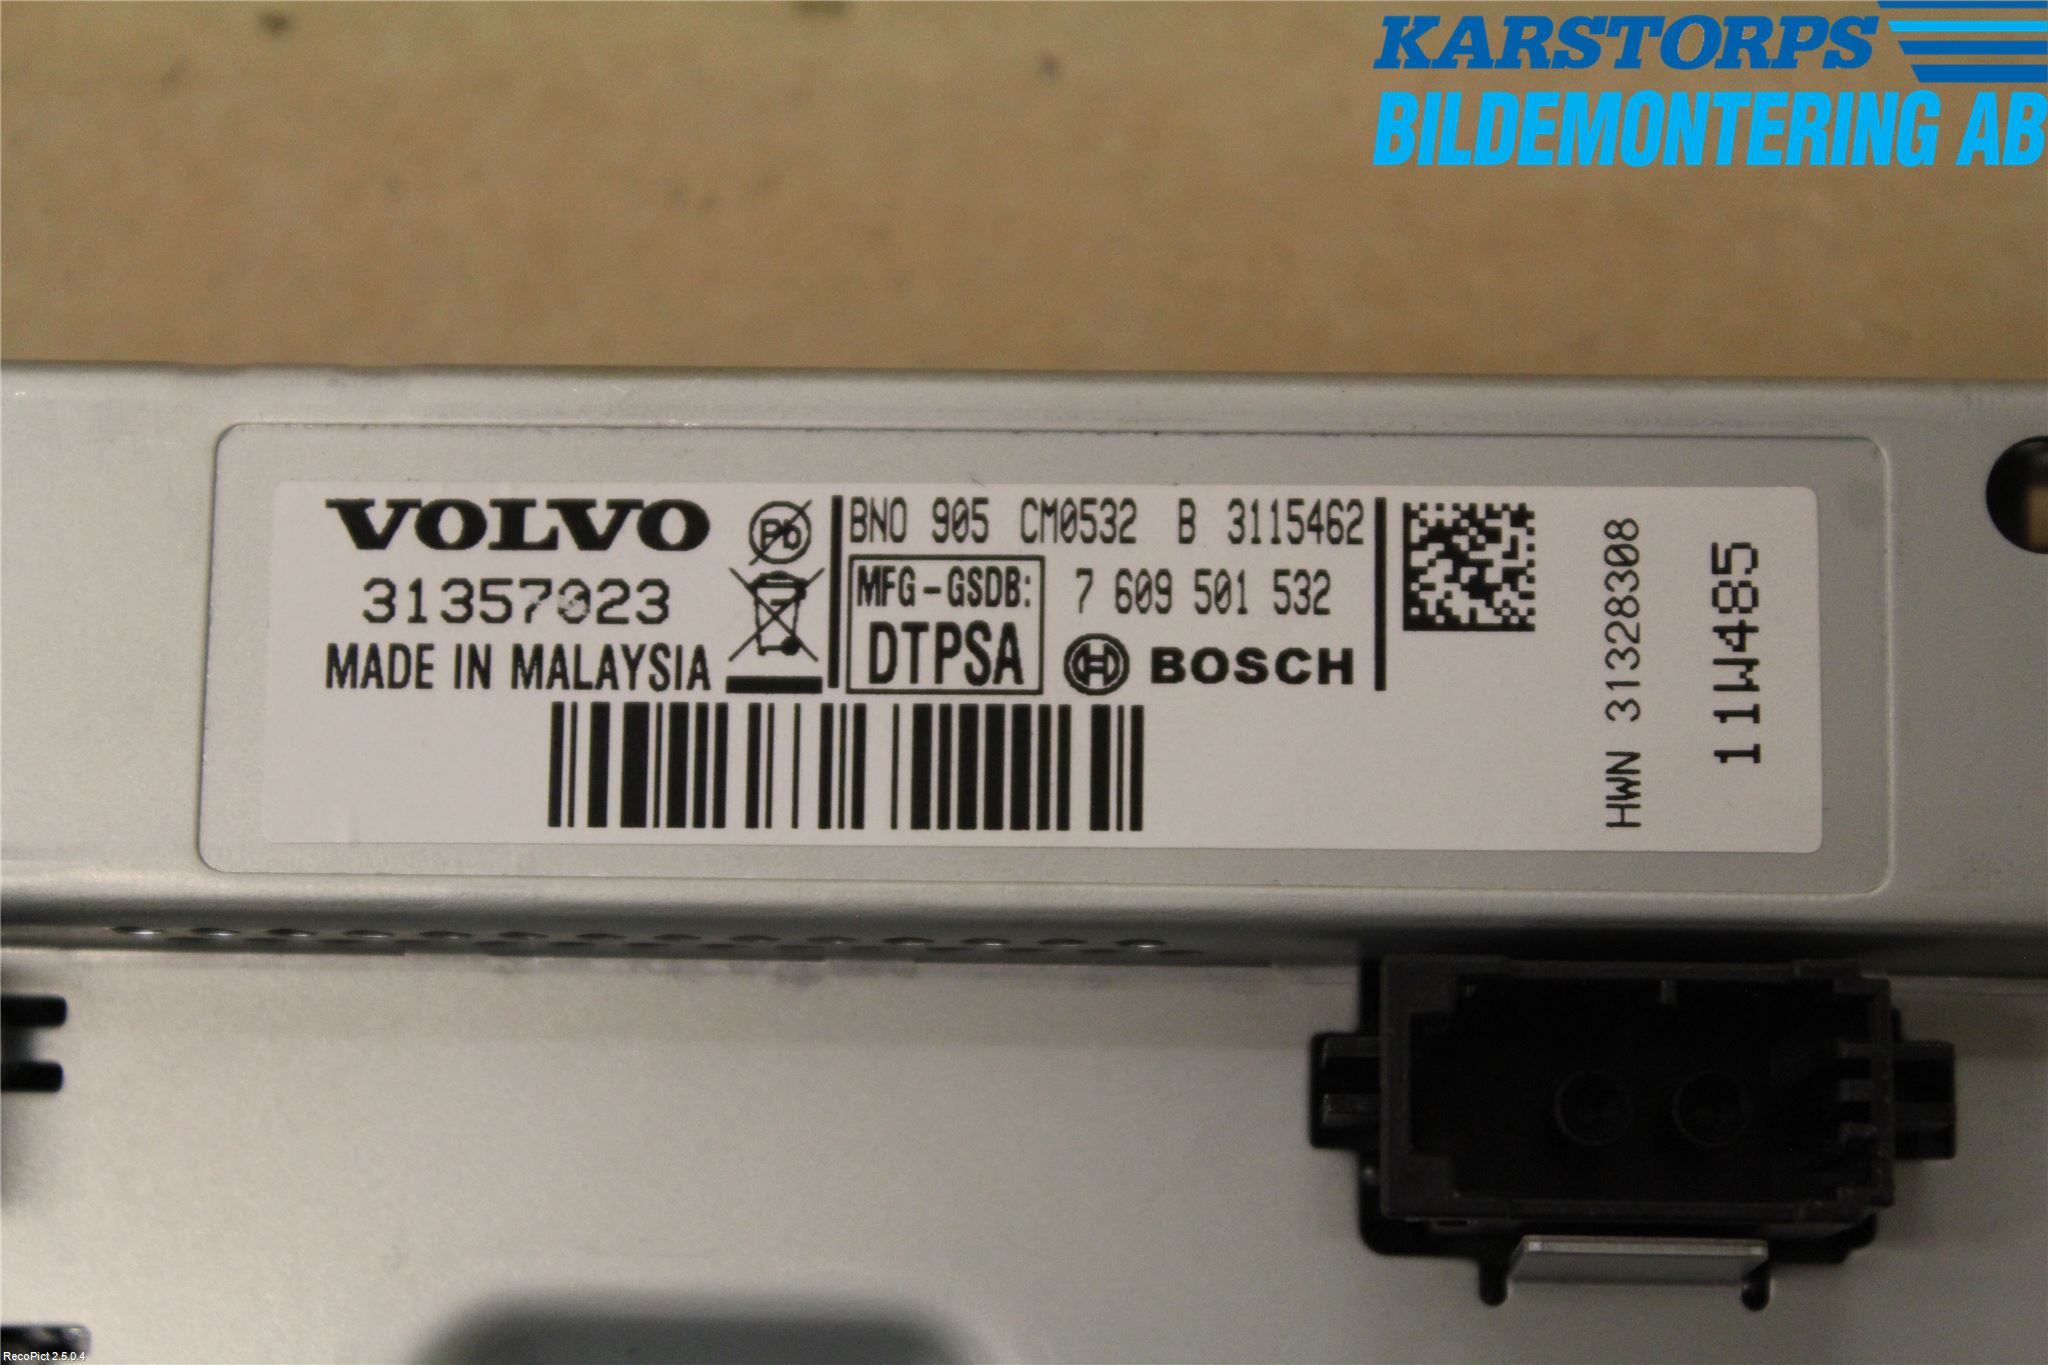 KARSTORPS
BILDEMONTERING AB
VOLVO
31357023
MADE IN MALAYSIA
Pb
BNO 905 CM0532 B 3115462
MFG-GSDB:
DTPSA
7 609 501 532
BOSCH
HWN 31328308
11W485
RecoPict 2.5.0.4